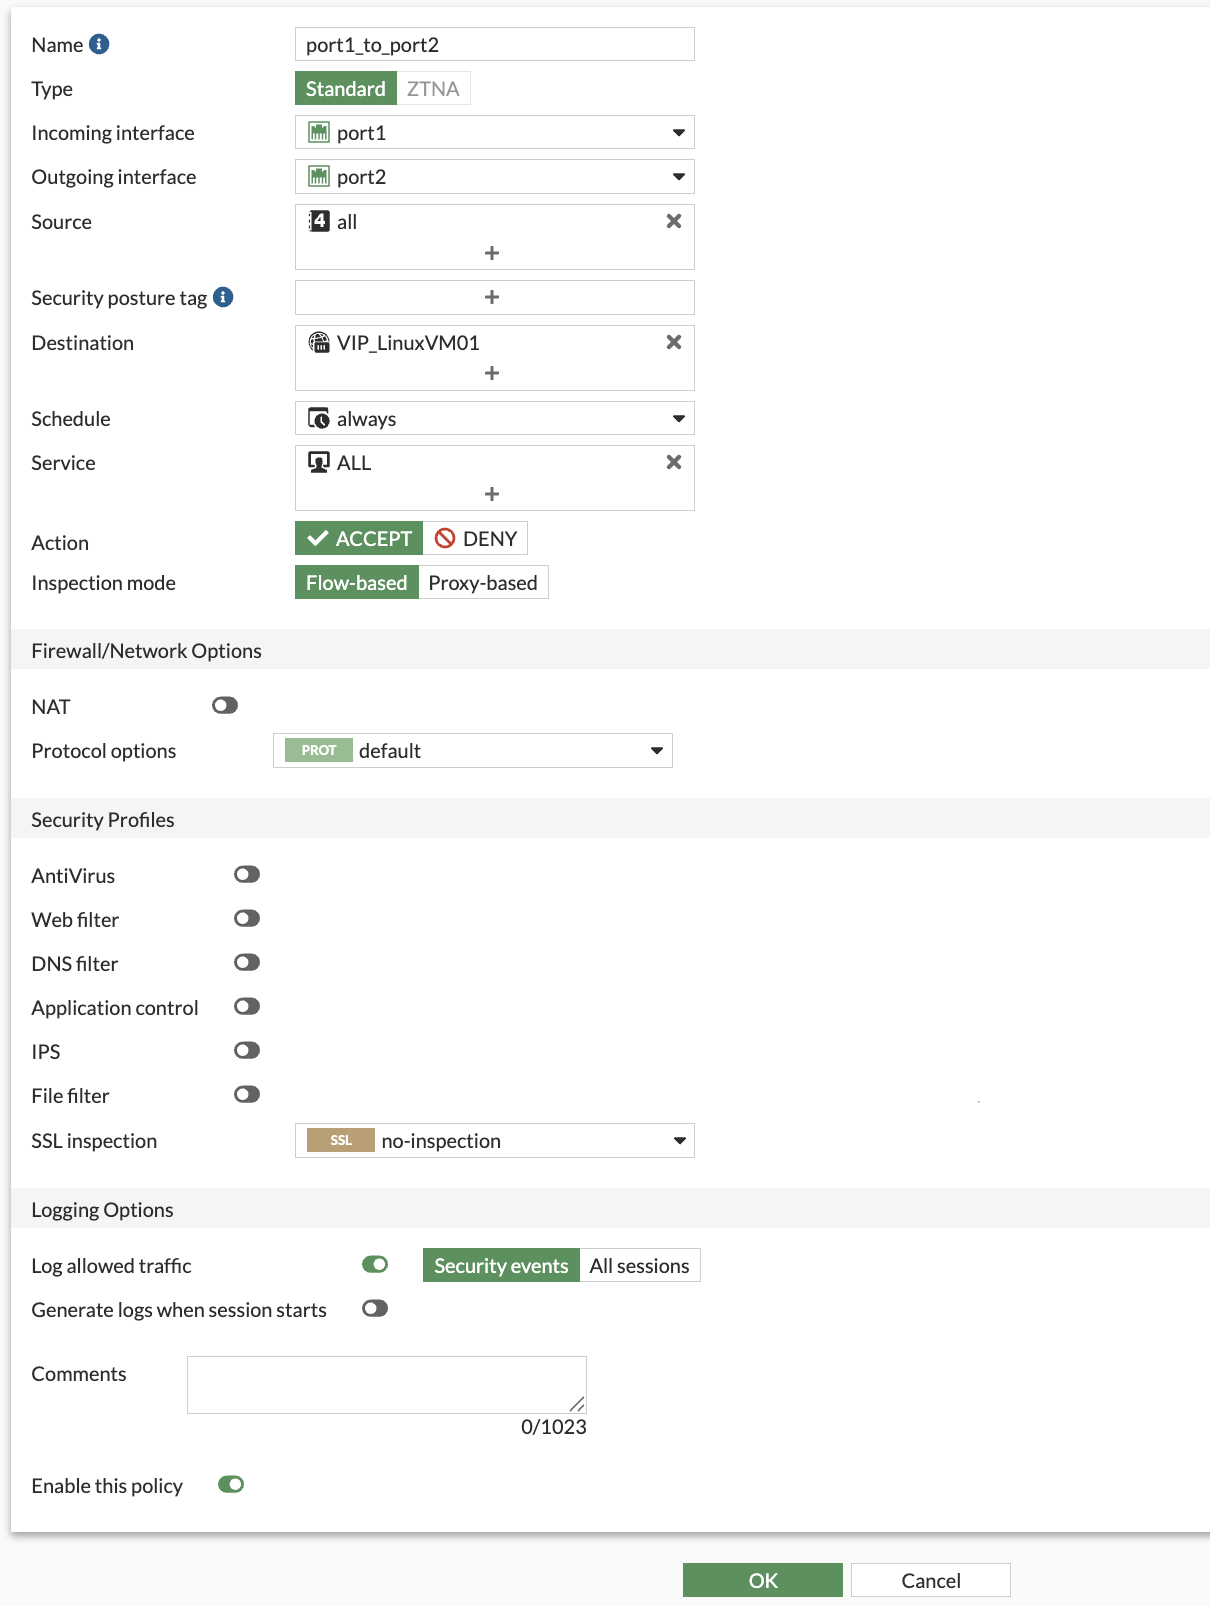 Name port1_to_port2
Type Standard ZTNA
Incoming interface port1
Outgoing interface port2
Source 4 all
+
Security posture tag +
Destination VIP_LinuxVM01
+
Schedule always
Service ALL
+
Action ACCEPT DENY
Inspection mode Flow-based Proxy-based
Firewall/Network Options
NAT
Protocol options PROT default
Security Profiles
AntiVirus
Web filter
DNS filter
Application control
IPS
File filter
SSL inspection SSL no-inspection
Logging Options
Log allowed traffic Security events All sessions
Generate logs when session starts
Comments
0/1023
Enable this policy
OK Cancel